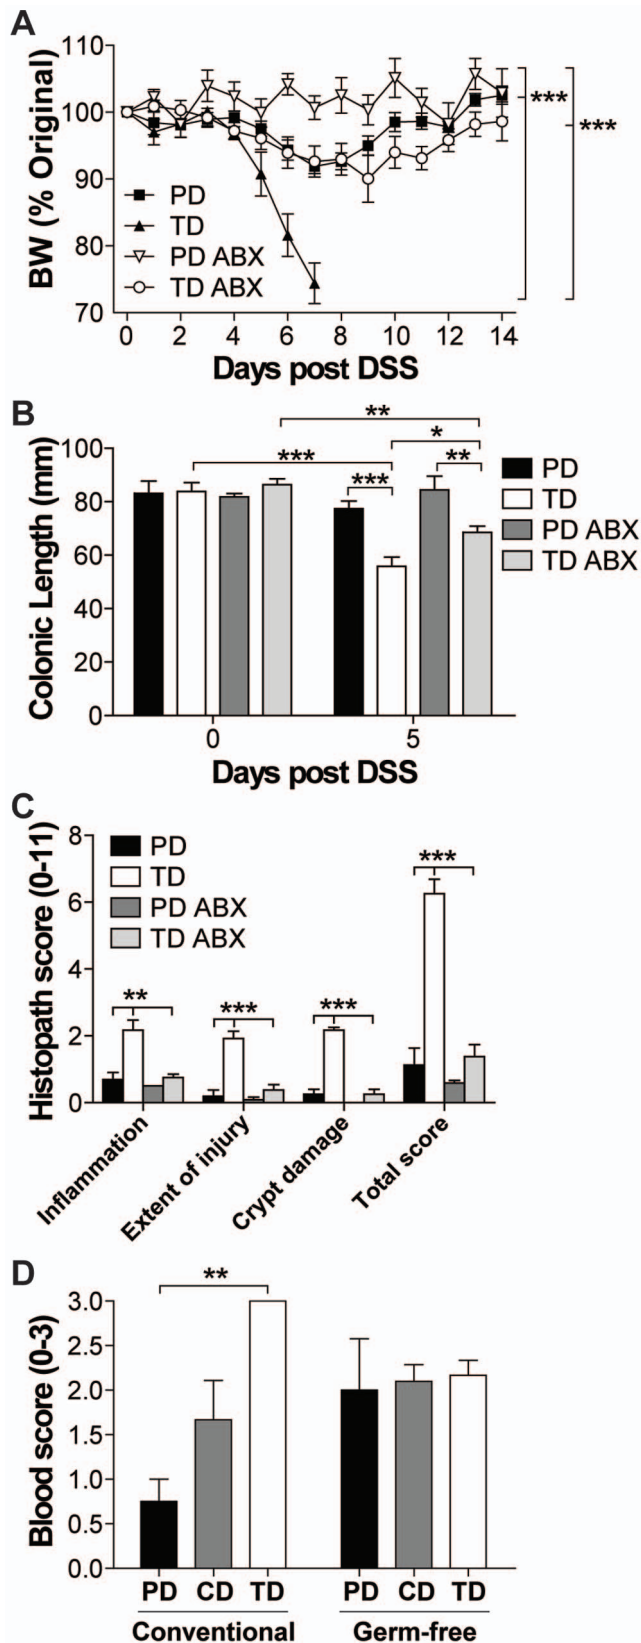 A
110
100
90
80
70
BW (% Original)
PD
TD
PD ABX
TD ABX
***
***
0 2 4 6 8 10 12 14
Days post DSS
B
100
80
60
40
20
0
Colonic Length (mm)
**
*
***
***
**
PD
TD
PD ABX
TD ABX
0 5
Days post DSS
C
8
6
4
2
0
Histopath score (0-11)
PD
TD
PD ABX
TD ABX
**
***
***
***
Inflammation
Extent of injury
Crypt damage
Total score
D
3.0
2.5
2.0
1.5
1.0
0.5
0.0
Blood score (0-3)
**
PD CD TD PD CD TD
Conventional Germ-free